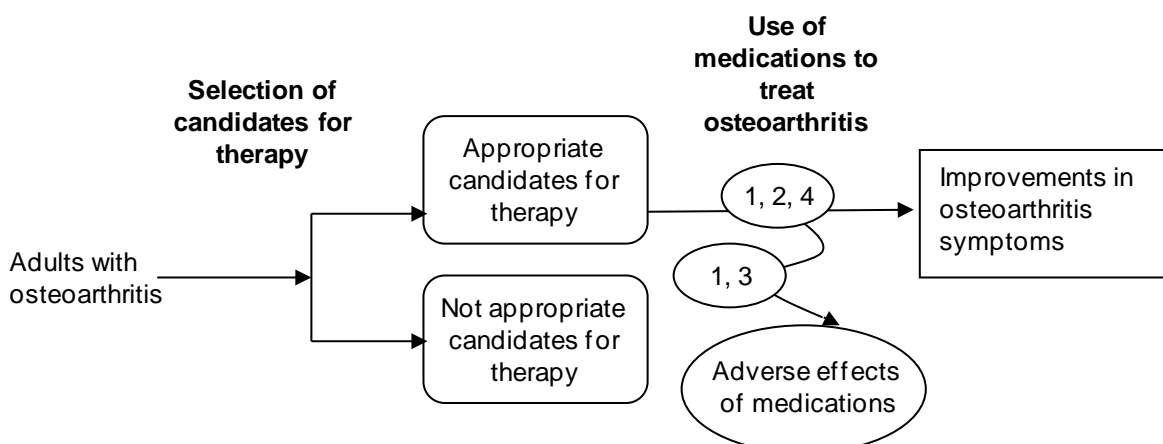 Use of
medications to
treat
osteoarthritis
Selection of
candidates for
therapy
Appropriate
candidates for
therapy
1, 2, 4
Improvements in
osteoarthritis
symptoms
Adults with
osteoarthritis
1, 3
Not appropriate
candidates for
therapy
Adverse effects
of medications